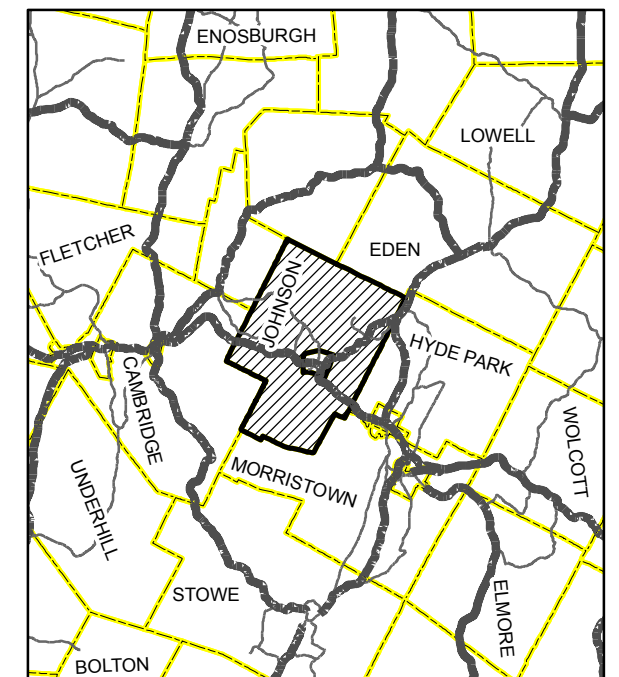 ENOSBURGH
LOWELL
FLETCHER
EDEN
JOHNSON
HYDE PARK
CAMBRIDGE
WOLCOTT
UNDERHILL
MORRISTOWN
STOWE
ELMORE
BOLTON